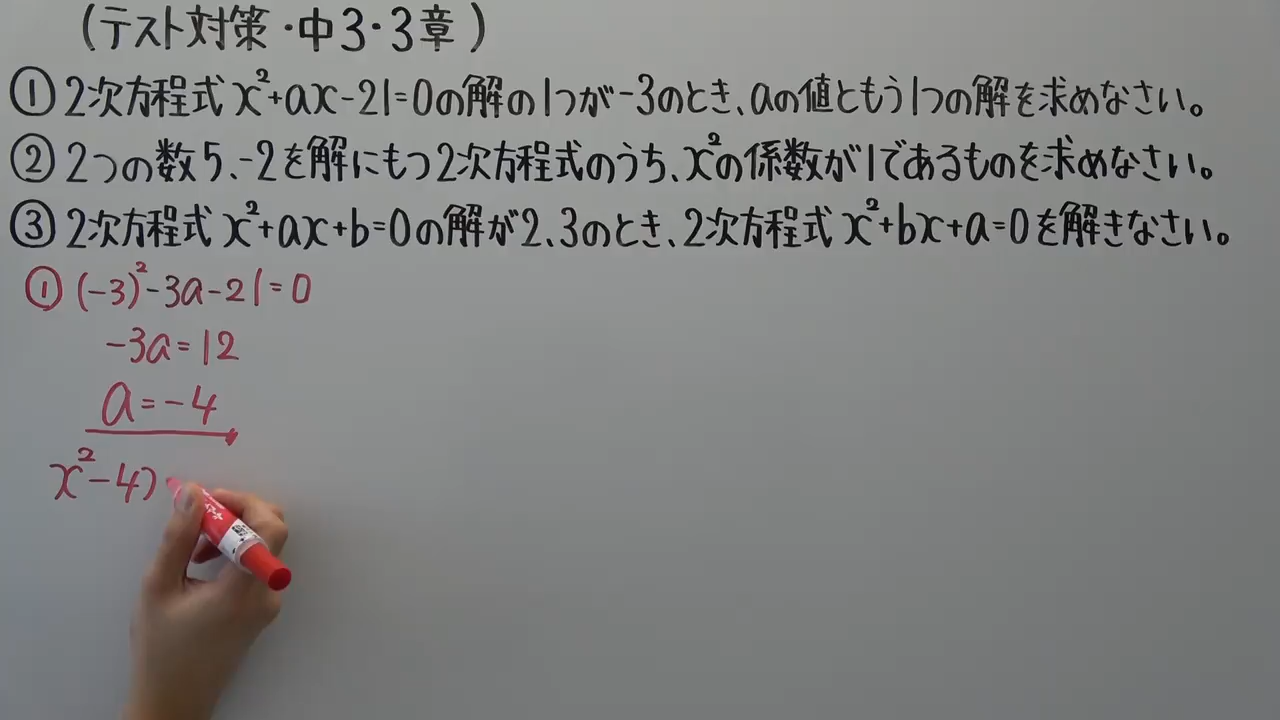 (テスト対策・中3・3章)
① 2次方程式 x²+ax-21=0の解の1つが-3のとき、aの値ともう1つの解を求めなさい。
② 2つの数5、-2を解にもつ2次方程式のうち、x²の係数が1であるものを求めなさい。
③ 2次方程式 x²+ax+b=0の解が2、3のとき、2次方程式 x²+bx+a=0を解きなさい。
① (-3)²-3a-21=0
-3a=12
a=-4
x²-4